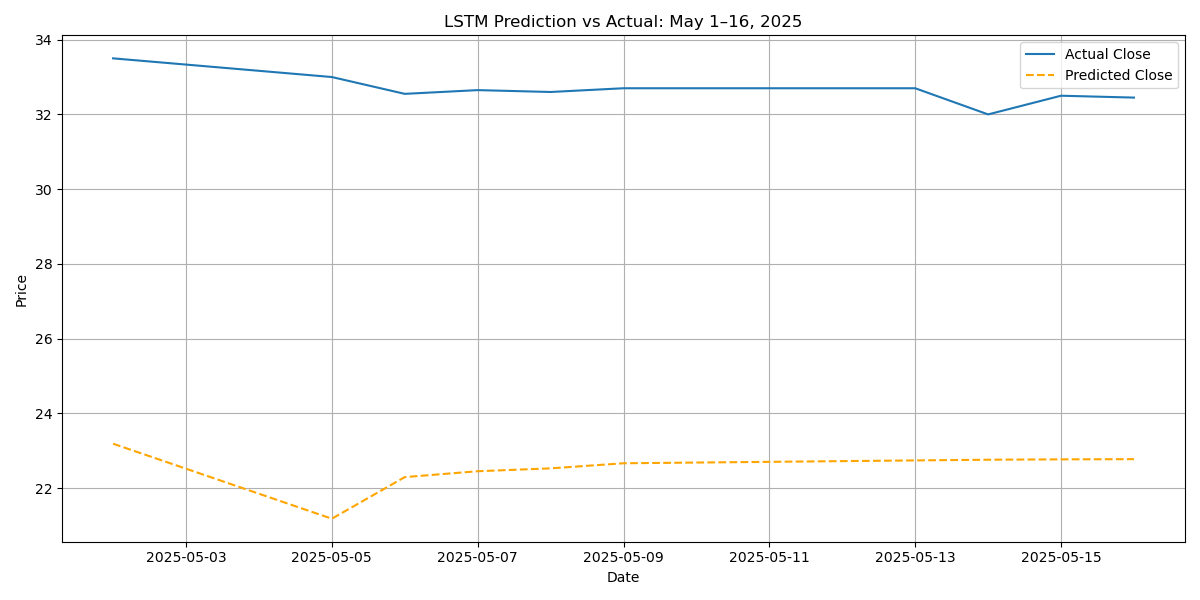 LSTM Prediction vs Actual: May 1–16, 2025
Actual Close
Predicted Close
Price
34
32
30
28
26
24
22
2025-05-03
2025-05-05
2025-05-07
2025-05-09
2025-05-11
2025-05-13
2025-05-15
Date